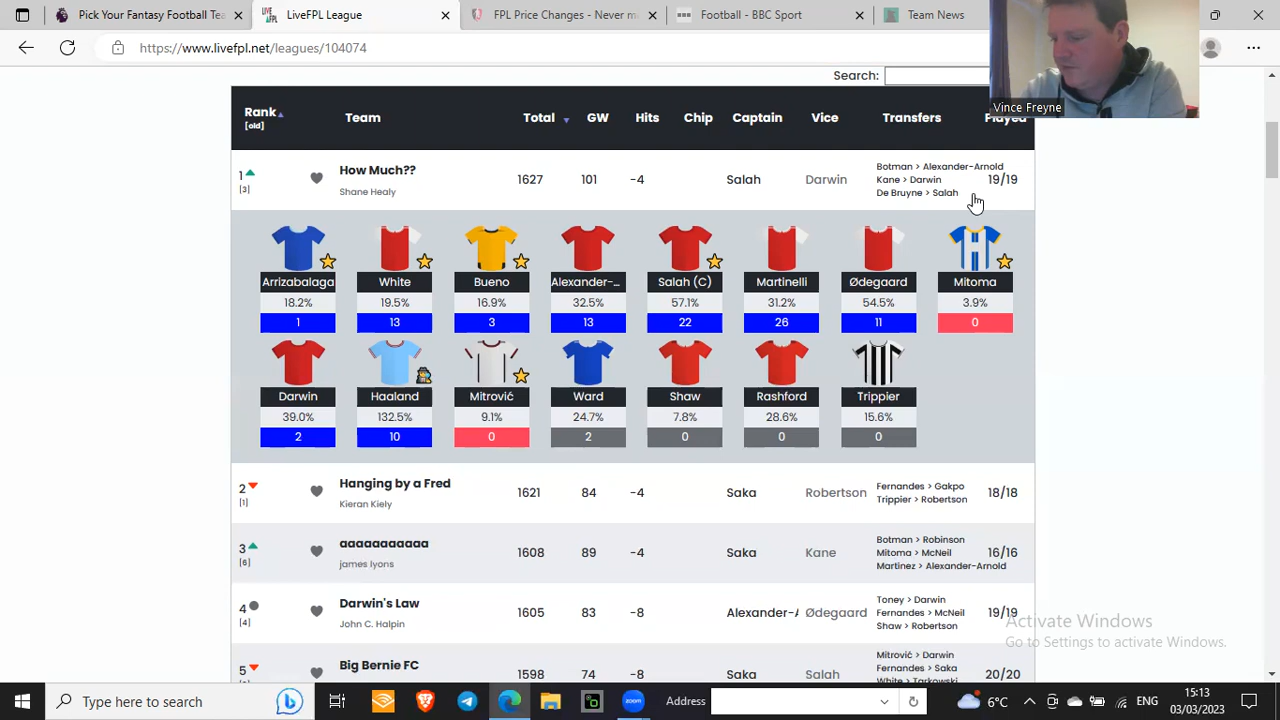 Pick Your Fantasy Football Tea
LiveFPL League
FPL Price Changes - Never m
Football - BBC Sport
Team News
https://www.livefpl.net/leagues/104074
Vince Freyne
Search:
Rank [old] Team Total GW Hits Chip Captain Vice Transfers Played
1 [3] How Much?? 1627 101 -4 Salah Darwin 19/19
Shane Healy
Botman > Alexander-Arnold
Kane > Darwin
De Bruyne > Salah
Arrizabalaga White Bueno Alexander-... Salah (C) Martinelli Ødegaard Mitoma
18.2% 19.5% 16.9% 32.5% 57.1% 31.2% 54.5% 3.9%
1 13 3 13 22 26 11 0
Darwin Haaland Mitrović Ward Shaw Rashford Trippier
39.0% 132.5% 9.1% 24.7% 7.8% 28.6% 15.6%
2 10 0 2 0 0 0
2 [1] Hanging by a Fred 1621 84 -4 Saka Robertson 18/18
Kieran Kiely
Fernandes > Gakpo
Trippier > Robertson
3 [6] aaaaaaaaaaa 1608 89 -4 Saka Kane 16/16
james lyons
Botman > Robinson
Mitoma > McNeil
Martinez > Alexander-Arnold
4 [4] Darwin's Law 1605 83 -8 Alexander-A Ødegaard 19/19
John C. Halpin
Toney > Darwin
Fernandes > McNeil
Shaw > Robertson
5 Big Bernie FC 1598 74 -8 Saka Salah 20/20
Mitrović > Darwin
Fernandes > Saka
White > Tarkowski
Activate Windows
Go to Settings to activate Windows.
Type here to search
Address
6°C
ENG
15:13
03/03/2023